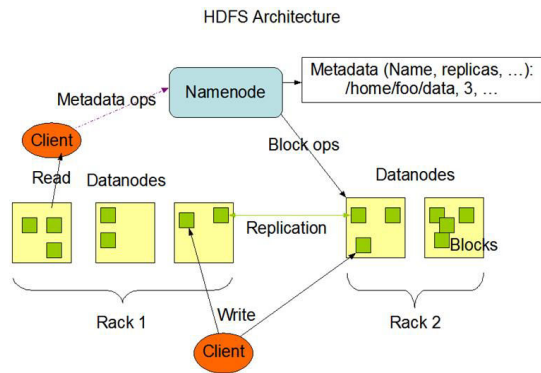 HDFS Architecture
Metadata (Name, replicas, …):
/home/foo/data, 3, …
Namenode
Metadata ops
Client
Block ops
Read
Datanodes
Datanodes
Replication
Blocks
Write
Rack 1
Rack 2
Client